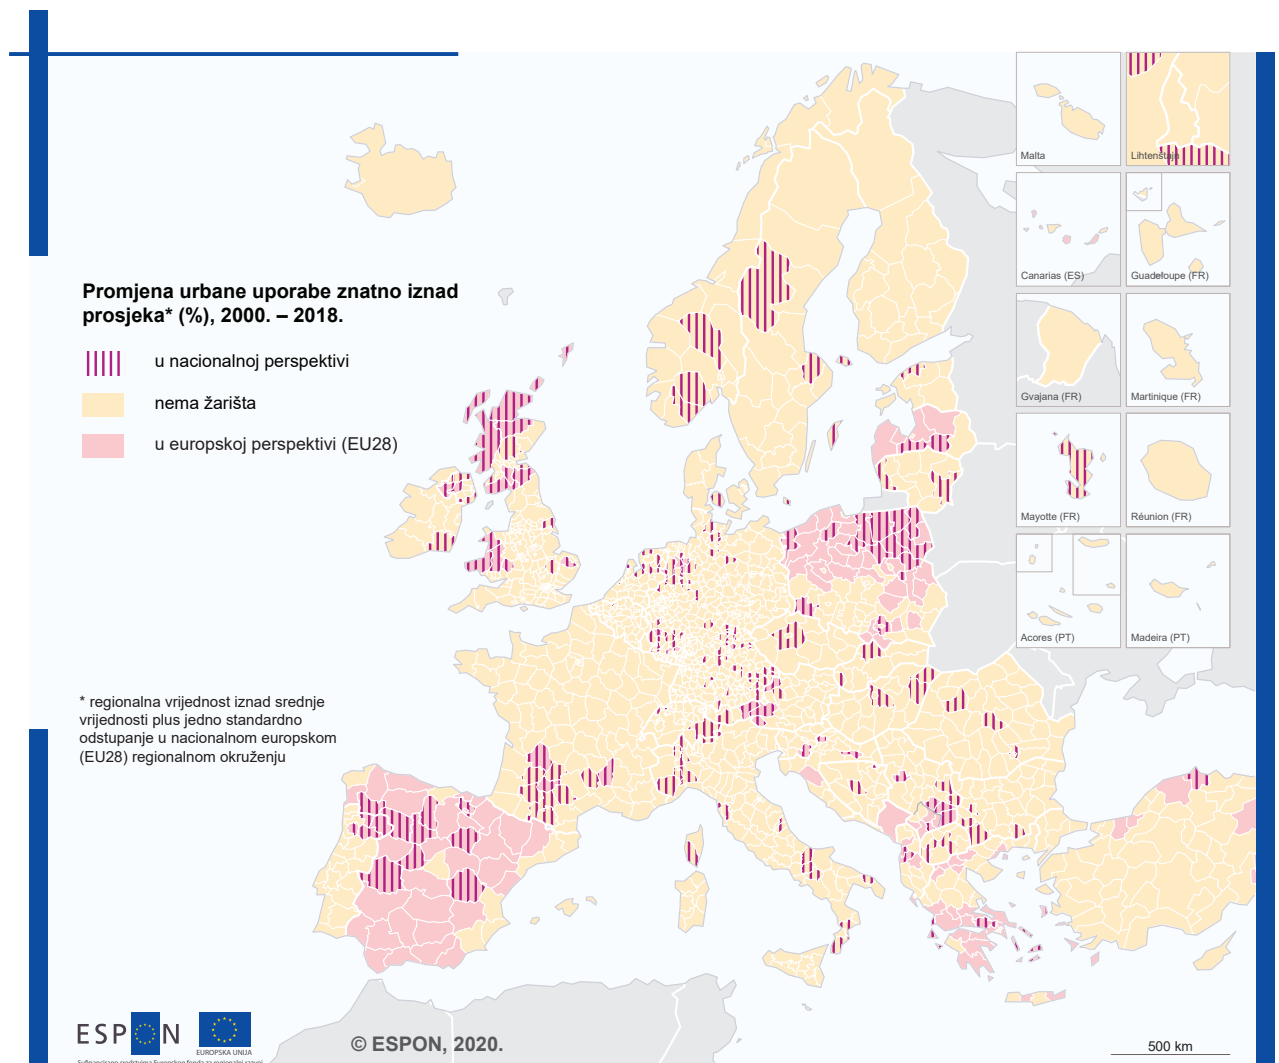 Promjena urbane uporabe znatno iznad
prosjeka* (%), 2000. – 2018.
u nacionalnoj perspektivi
nema žarišta
u europskoj perspektivi (EU28)
* regionalna vrijednost iznad srednje
vrijednosti plus jedno standardno
odstupanje u nacionalnom europskom
(EU28) regionalnom okruženju
Malta
Lihtenštajn
Canarias (ES)
Guadeloupe (FR)
Gvajana (FR)
Martinique (FR)
Mayotte (FR)
Réunion (FR)
Acores (PT)
Madeira (PT)
ESPON
EUROPSKA UNIJA
© ESPON, 2020.
500 km